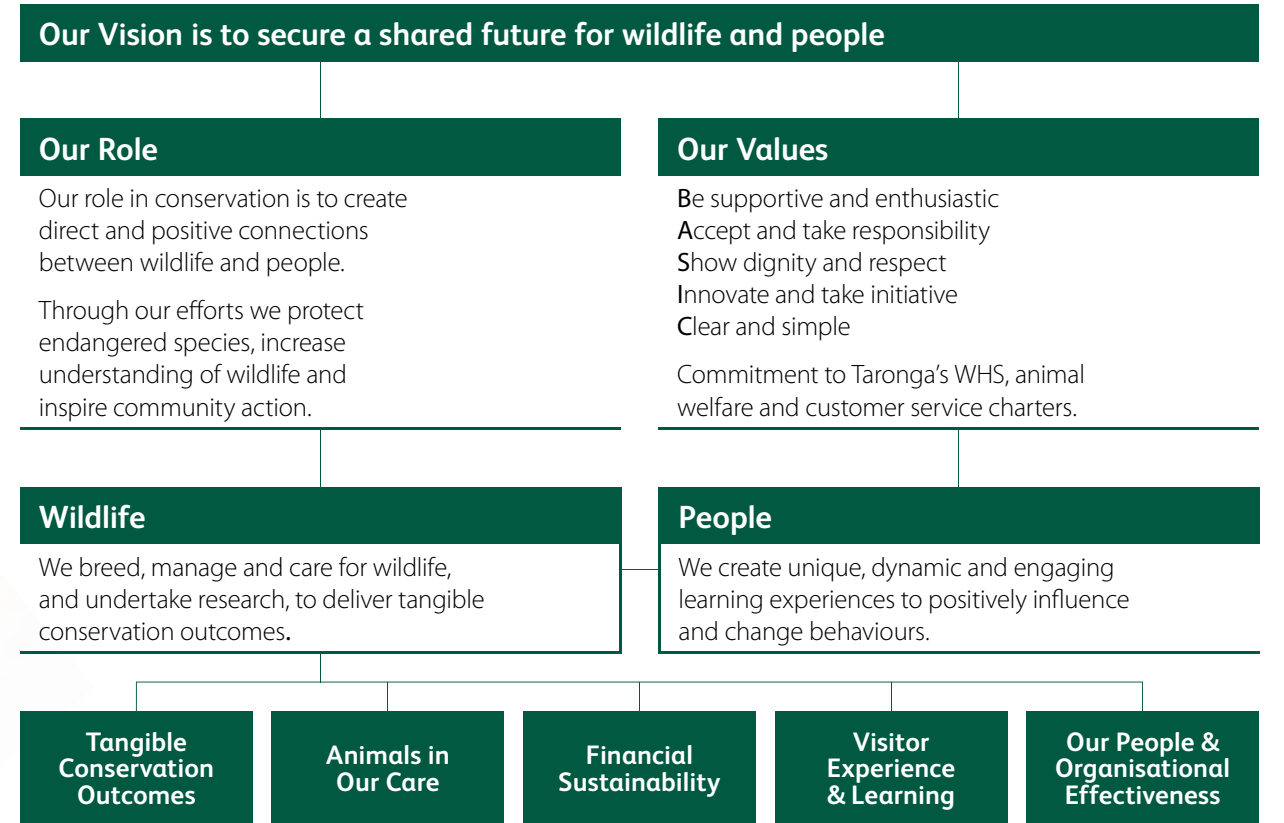 Our Vision is to secure a shared future for wildlife and people
Our Role
Our role in conservation is to create
direct and positive connections
between wildlife and people.
Through our efforts we protect
endangered species, increase
understanding of wildlife and
inspire community action.
Our Values
Be supportive and enthusiastic
Accept and take responsibility
Show dignity and respect
Innovate and take initiative
Clear and simple
Commitment to Taronga’s WHS, animal
welfare and customer service charters.
Wildlife
We breed, manage and care for wildlife,
and undertake research, to deliver tangible
conservation outcomes.
People
We create unique, dynamic and engaging
learning experiences to positively influence
and change behaviours.
Tangible
Conservation
Outcomes
Animals in
Our Care
Financial
Sustainability
Visitor
Experience
& Learning
Our People &
Organisational
Effectiveness